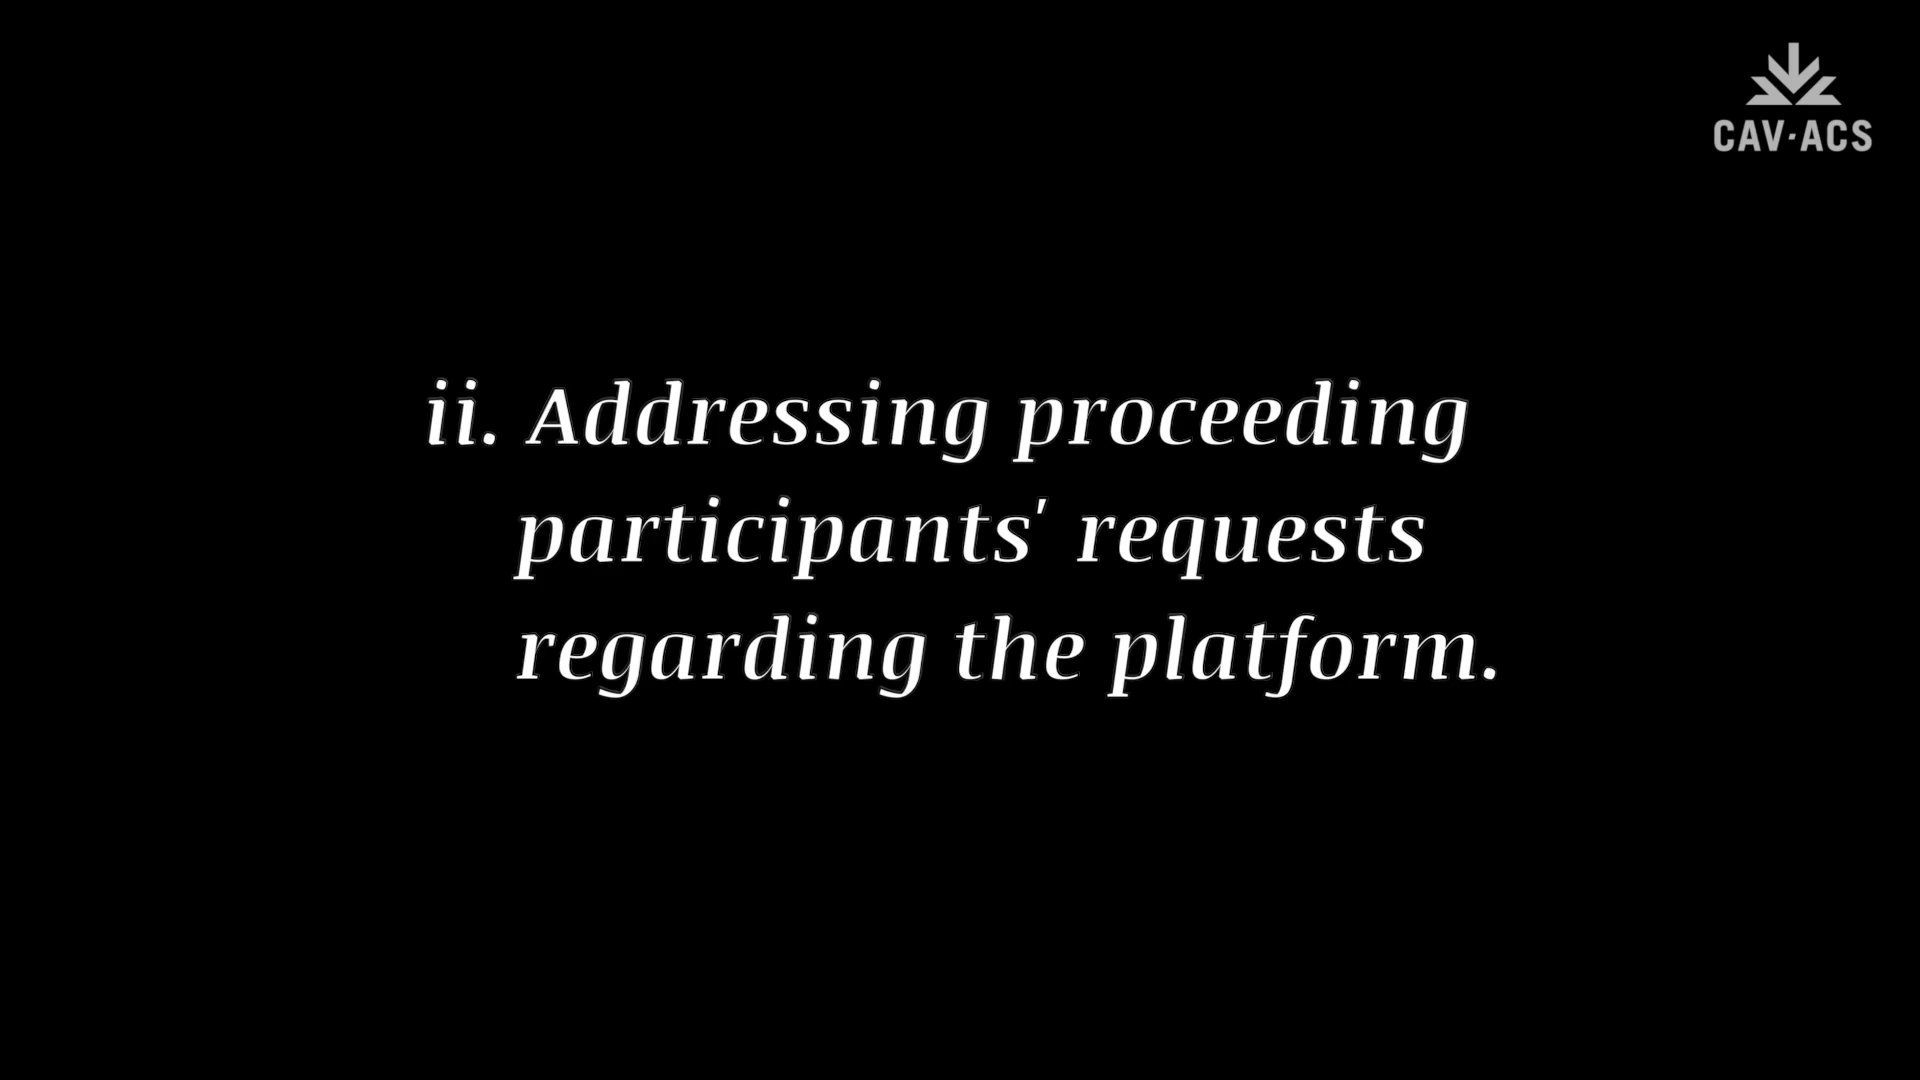 CAV·ACS
ii. Addressing proceeding
participants' requests
regarding the platform.